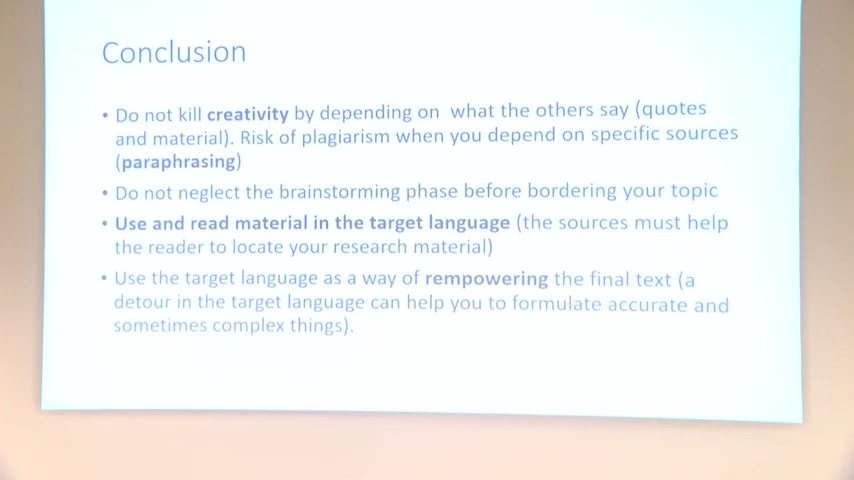 Conclusion
• Do not kill creativity by depending on what the others say (quotes
and material). Risk of plagiarism when you depend on specific sources
(paraphrasing)
• Do not neglect the brainstorming phase before bordering your topic
• Use and read material in the target language (the sources must help
the reader to locate your research material)
• Use the target language as a way of rempowering the final text (a
detour in the target language can help you to formulate accurate and
sometimes complex things).